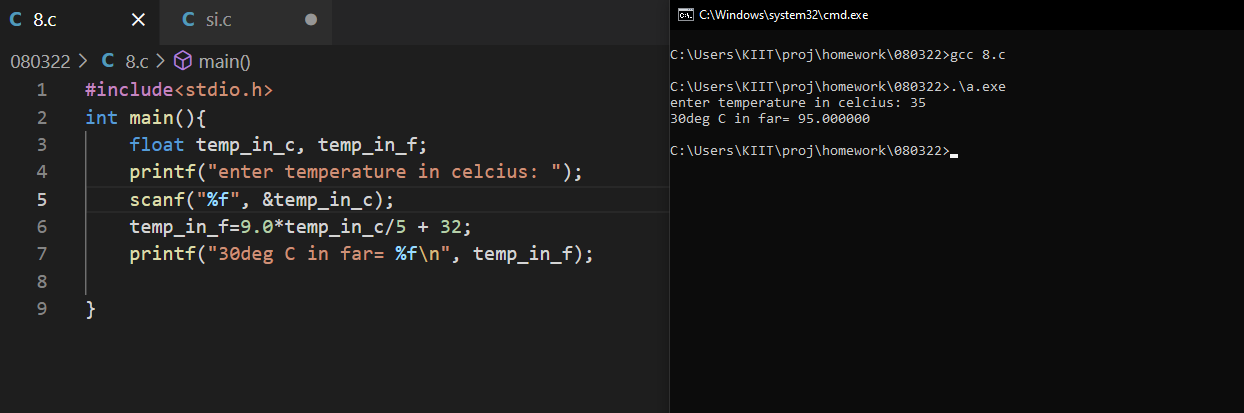 C 8.c × C si.c ●
080322 > C 8.c > main()
1 #include<stdio.h>
2 int main(){
3     float temp_in_c, temp_in_f;
4     printf("enter temperature in celcius: ");
5     scanf("%f", &temp_in_c);
6     temp_in_f=9.0*temp_in_c/5 + 32;
7     printf("30deg C in far= %f\n", temp_in_f);
8
9 }
C:\Windows\system32\cmd.exe
C:\Users\KIIT\proj\homework\080322>gcc 8.c
C:\Users\KIIT\proj\homework\080322>.\a.exe
enter temperature in celcius: 35
30deg C in far= 95.000000
C:\Users\KIIT\proj\homework\080322>